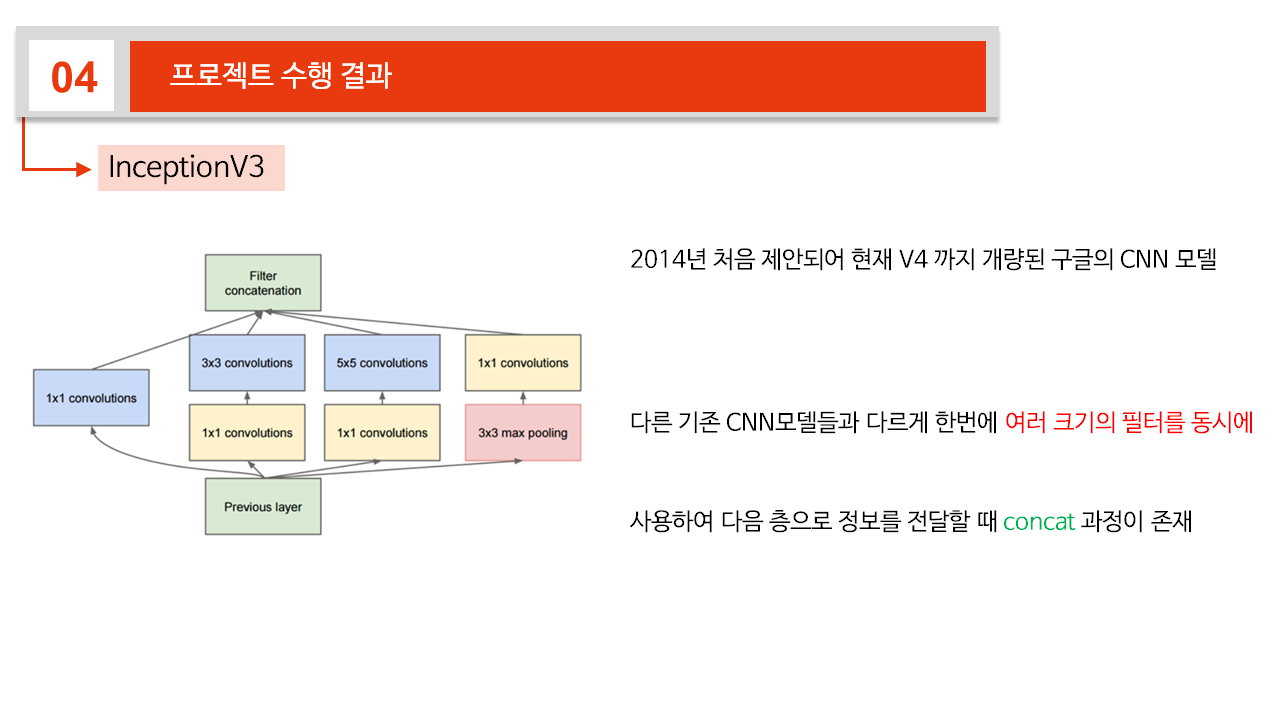 04
프로젝트 수행 결과
InceptionV3
Filter
concatenation
3x3 convolutions
5x5 convolutions
1x1 convolutions
1x1 convolutions
1x1 convolutions
1x1 convolutions
3x3 max pooling
Previous layer
2014년 처음 제안되어 현재 V4 까지 개량된 구글의 CNN 모델
다른 기존 CNN모델들과 다르게 한번에 여러 크기의 필터를 동시에
사용하여 다음 층으로 정보를 전달할 때 concat 과정이 존재